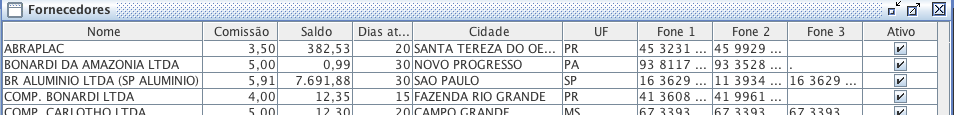 Fornecedores
Nome Comissão Saldo Dias at... Cidade UF Fone 1 Fone 2 Fone 3 Ativo
ABRAPLAC 3,50 382,53 20 SANTA TEREZA DO OE... PR 45 3231 ... 45 9929 ...
BONARDI DA AMAZONIA LTDA 5,00 0,99 30 NOVO PROGRESSO PA 93 8117 ... 93 3528 ... .
BR ALUMINIO LTDA (SP ALUMINIO) 5,91 7.691,88 30 SAO PAULO SP 16 3629 ... 11 3934 ... 16 3629 ...
COMP. BONARDI LTDA 4,00 12,35 15 FAZENDA RIO GRANDE PR 41 3608 ... 41 9961 ...
COMP. CARLOTHO LTDA 5,00 12,30 20 CAMPO GRANDE MS 67 3393 67 3393 67 3393